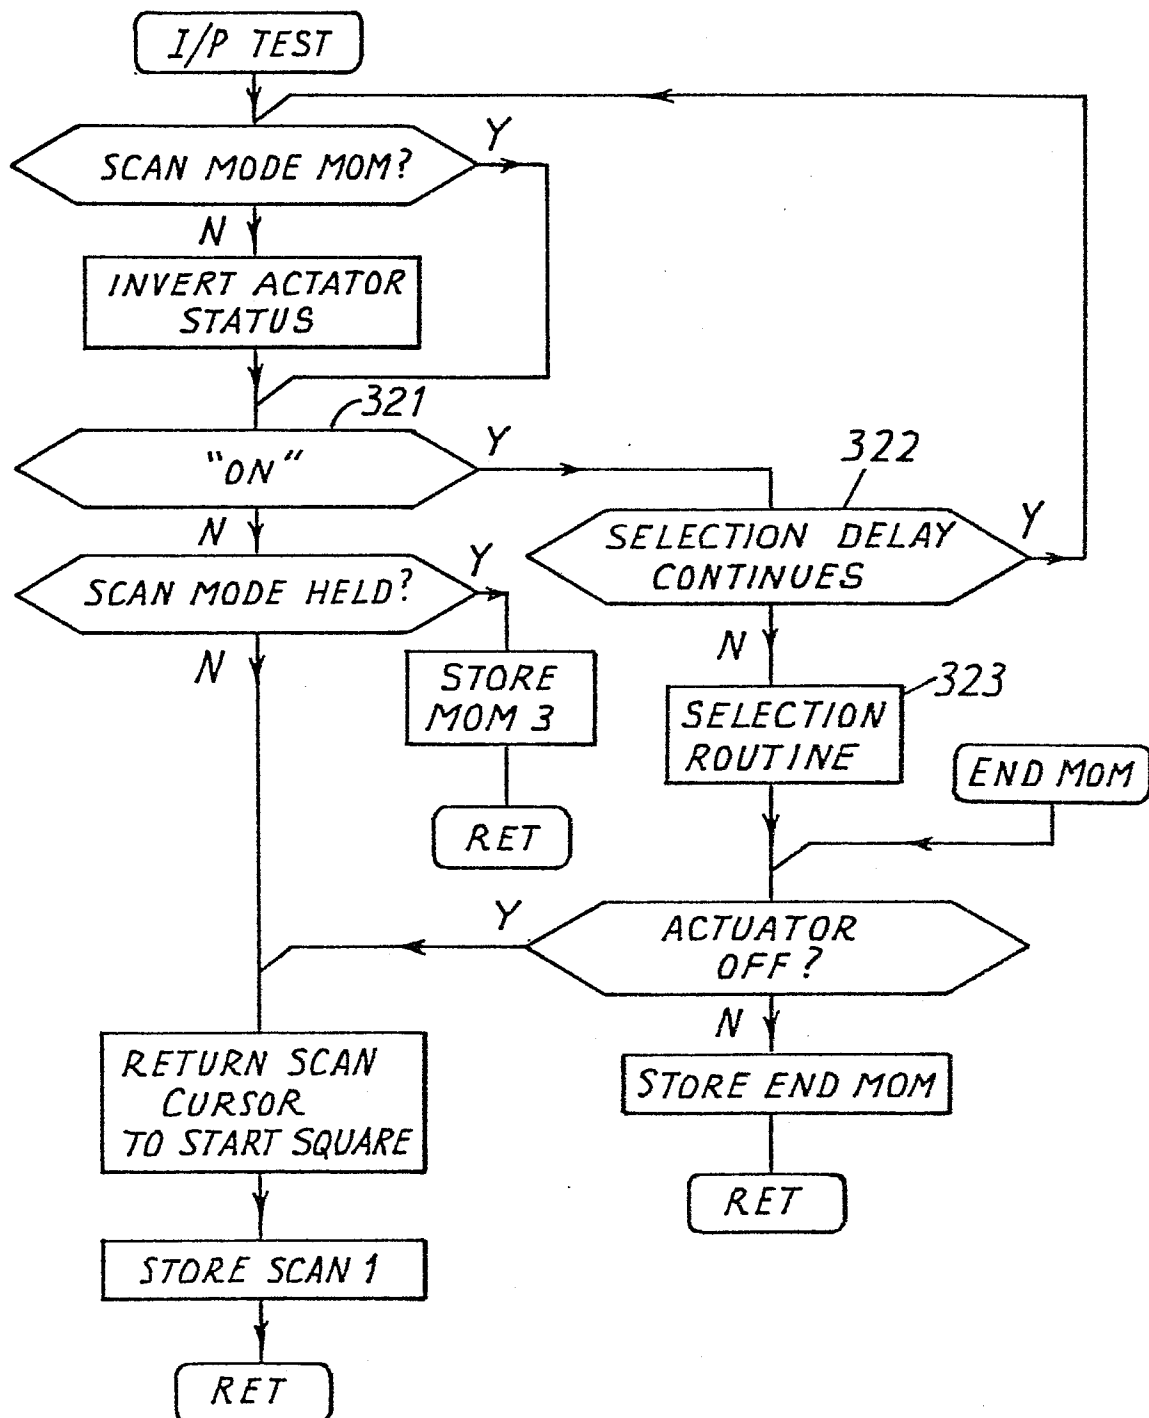 I/P TEST
SCAN MODE MOM?
Y
N
INVERT ACTATOR
STATUS
321
"ON"
Y
N
322
SELECTION DELAY
CONTINUES
Y
N
SCAN MODE HELD?
Y
N
STORE
MOM 3
RET
323
SELECTION
ROUTINE
END MOM
ACTUATOR
OFF?
Y
N
STORE END MOM
RET
RETURN SCAN
CURSOR
TO START SQUARE
STORE SCAN 1
RET